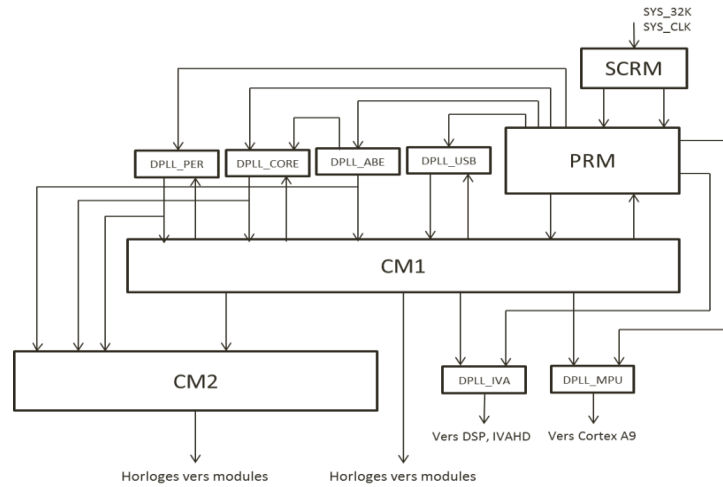 SYS_32K
SYS_CLK
SCRM
PRM
DPLL_PER
DPLL_CORE
DPLL_ABE
DPLL_USB
CM1
CM2
DPLL_IVA
DPLL_MPU
Vers DSP, IVAHD
Vers Cortex A9
Horloges vers modules
Horloges vers modules